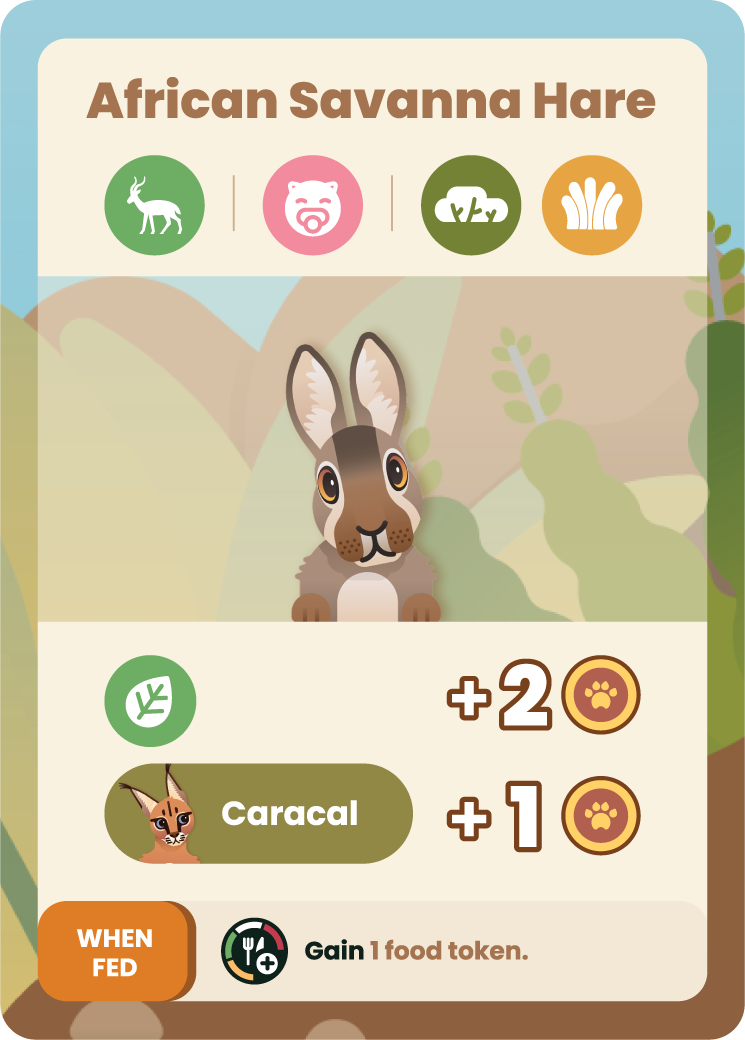 African Savanna Hare
+2
Caracal
+1
WHEN
FED
Gain 1 food token.